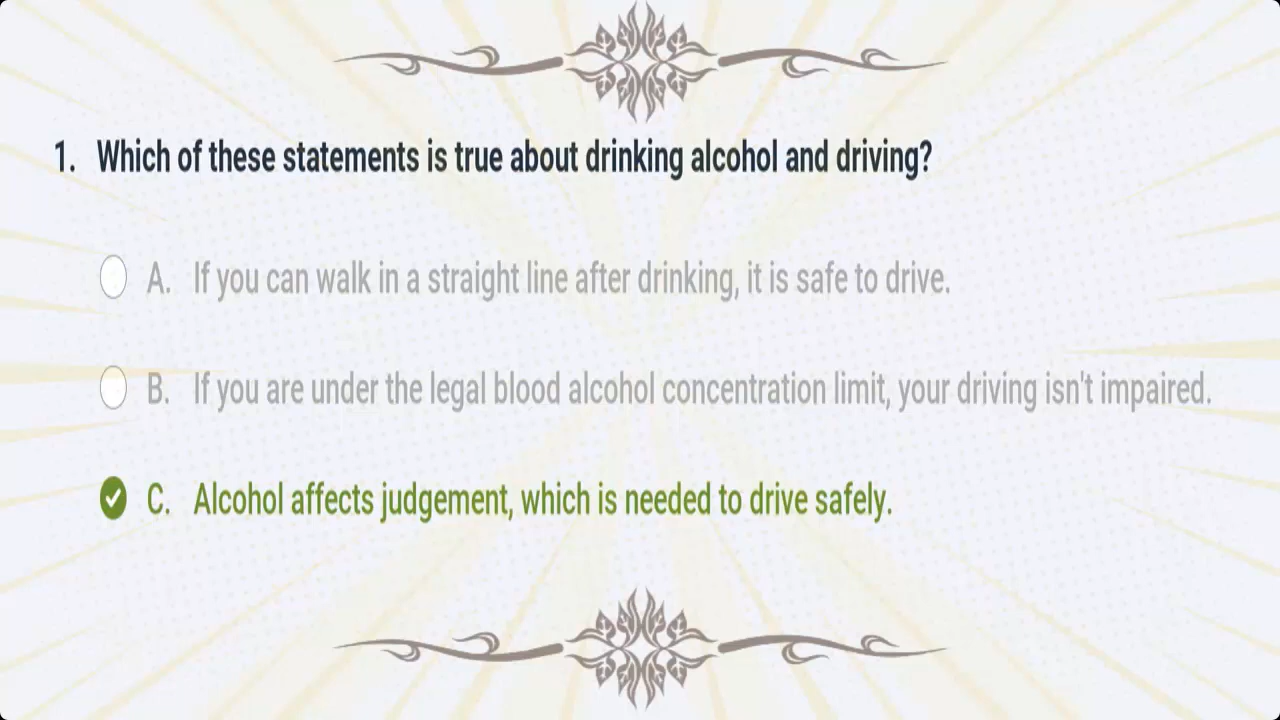 1. Which of these statements is true about drinking alcohol and driving?
A. If you can walk in a straight line after drinking, it is safe to drive.
B. If you are under the legal blood alcohol concentration limit, your driving isn't impaired.
C. Alcohol affects judgement, which is needed to drive safely.